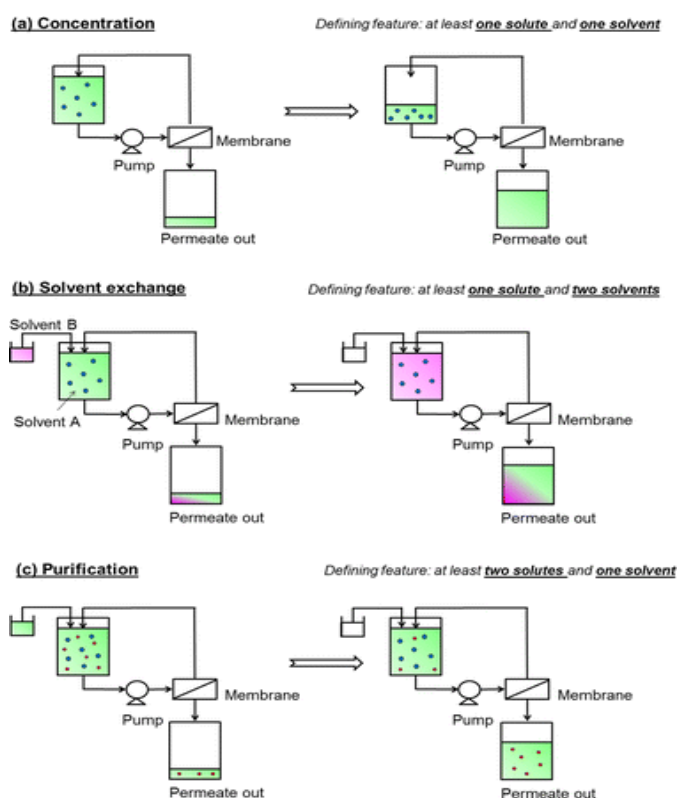 (a) Concentration
Defining feature: at least one solute and one solvent
Pump
Membrane
Permeate out
Pump
Membrane
Permeate out
(b) Solvent exchange
Defining feature: at least one solute and two solvents
Solvent B
Solvent A
Pump
Membrane
Permeate out
Pump
Membrane
Permeate out
(c) Purification
Defining feature: at least two solutes and one solvent
Pump
Membrane
Permeate out
Pump
Membrane
Permeate out